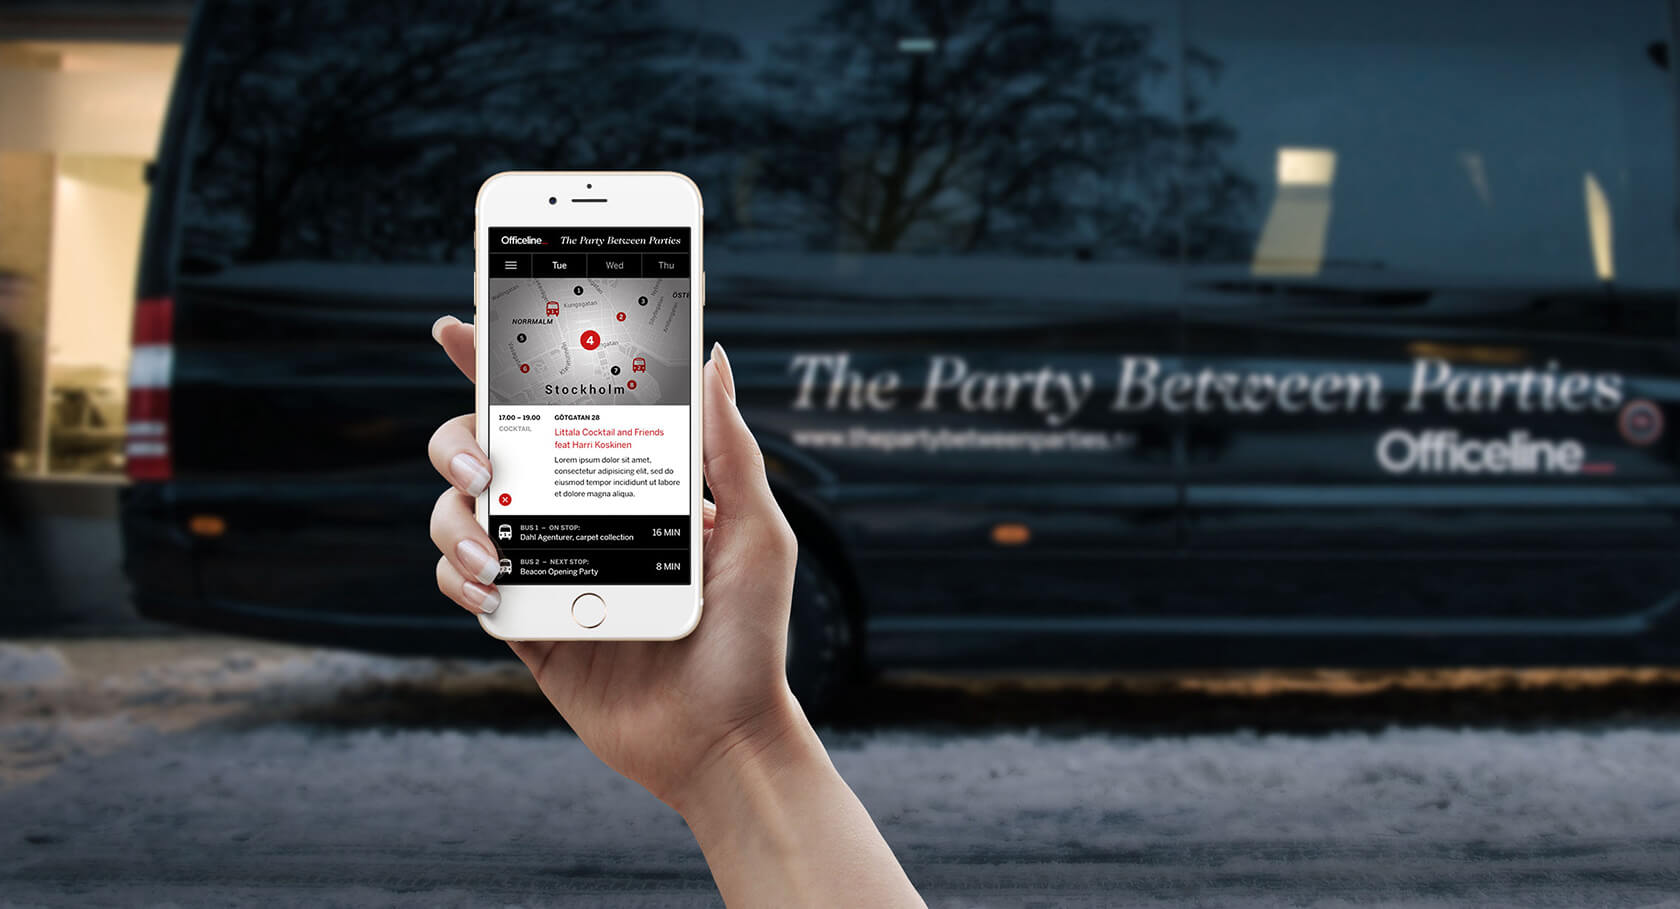 Officeline The Party Between Parties
Tue Wed Thu
1
Kungsgatan
3
ÖSTE
NORRMALM
2
5
4
gatan
6
7
8
Stockholm
17.00 – 19.00 GÖTGATAN 28
COCKTAIL
Littala Cocktail and Friends
feat Harri Koskinen
Lorem ipsum dolor sit amet,
consectetur adipisicing elit, sed do
eiusmod tempor incididunt ut labore
et dolore magna aliqua.
BUS 1 – ON STOP:
Dahl Agenturer, carpet collection 16 MIN
BUS 2 – NEXT STOP:
Beacon Opening Party 8 MIN
The Party Between Parties
www.thepartybetweenparties.
Officeline